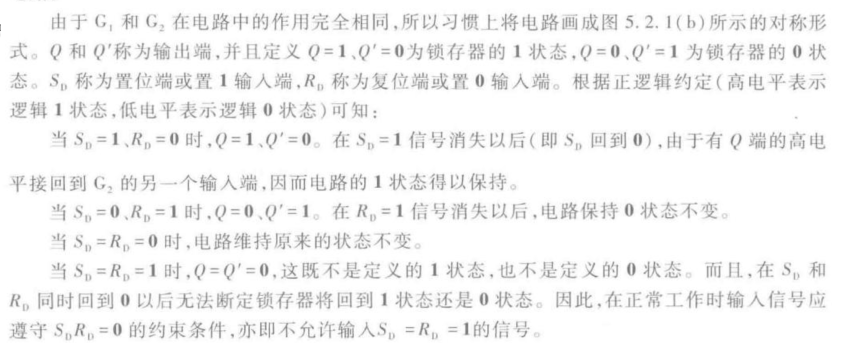 由于 G₁ 和 G₂ 在电路中的作用完全相同,所以习惯上将电路画成图 5.2.1(b)所示的对称形
式。Q 和 Q′称为输出端,并且定义 Q=1、Q′=0为锁存器的 1 状态,Q=0、Q′=1 为锁存器的 0 状
态。S_D 称为置位端或置 1 输入端,R_D 称为复位端或置 0 输入端。根据正逻辑约定(高电平表示
逻辑 1 状态,低电平表示逻辑 0 状态)可知:
当 S_D=1、R_D=0 时,Q=1、Q′=0。在 S_D=1 信号消失以后(即 S_D 回到 0),由于有 Q 端的高电
平接回到 G₂ 的另一个输入端,因而电路的 1 状态得以保持。
当 S_D=0、R_D=1 时,Q=0、Q′=1。在 R_D=1 信号消失以后,电路保持 0 状态不变。
当 S_D=R_D=0 时,电路维持原来的状态不变。
当 S_D=R_D=1 时,Q=Q′=0,这既不是定义的 1 状态,也不是定义的 0 状态。而且,在 S_D 和
R_D 同时回到 0 以后无法断定锁存器将回到 1 状态还是 0 状态。因此,在正常工作时输入信号应
遵守 S_DR_D=0 的约束条件,亦即不允许输入S_D =R_D =1的信号。